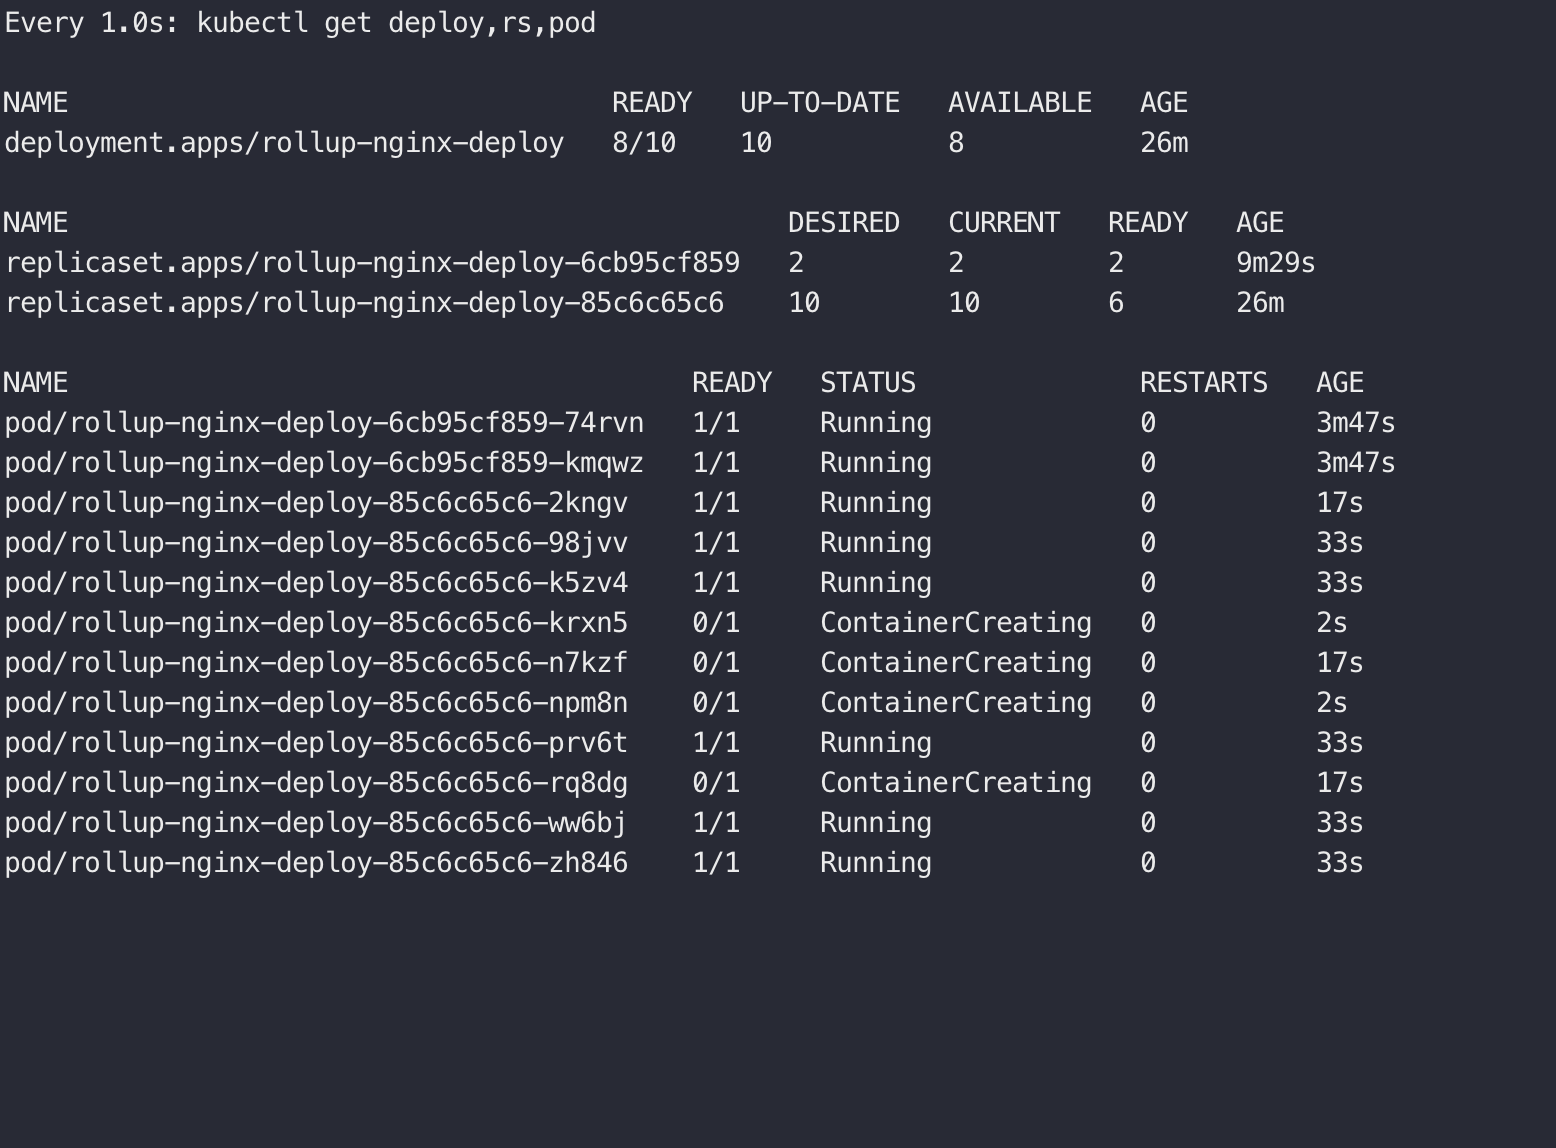 Every 1.0s: kubectl get deploy,rs,pod
NAME READY UP-TO-DATE AVAILABLE AGE
deployment.apps/rollup-nginx-deploy 8/10 10 8 26m
NAME DESIRED CURRENT READY AGE
replicaset.apps/rollup-nginx-deploy-6cb95cf859 2 2 2 9m29s
replicaset.apps/rollup-nginx-deploy-85c6c65c6 10 10 6 26m
NAME READY STATUS RESTARTS AGE
pod/rollup-nginx-deploy-6cb95cf859-74rvn 1/1 Running 0 3m47s
pod/rollup-nginx-deploy-6cb95cf859-kmqwz 1/1 Running 0 3m47s
pod/rollup-nginx-deploy-85c6c65c6-2kngv 1/1 Running 0 17s
pod/rollup-nginx-deploy-85c6c65c6-98jvv 1/1 Running 0 33s
pod/rollup-nginx-deploy-85c6c65c6-k5zv4 1/1 Running 0 33s
pod/rollup-nginx-deploy-85c6c65c6-krxn5 0/1 ContainerCreating 0 2s
pod/rollup-nginx-deploy-85c6c65c6-n7kzf 0/1 ContainerCreating 0 17s
pod/rollup-nginx-deploy-85c6c65c6-npm8n 0/1 ContainerCreating 0 2s
pod/rollup-nginx-deploy-85c6c65c6-prv6t 1/1 Running 0 33s
pod/rollup-nginx-deploy-85c6c65c6-rq8dg 0/1 ContainerCreating 0 17s
pod/rollup-nginx-deploy-85c6c65c6-ww6bj 1/1 Running 0 33s
pod/rollup-nginx-deploy-85c6c65c6-zh846 1/1 Running 0 33s